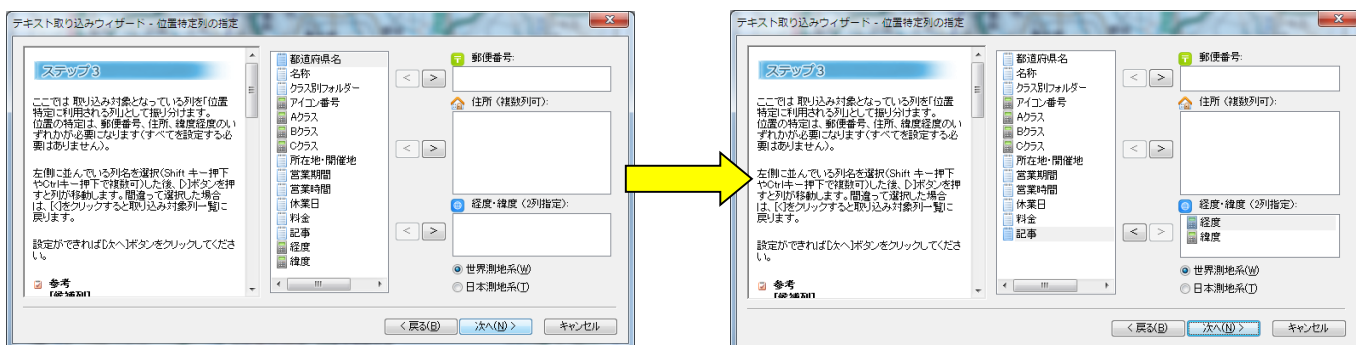 テキスト取り込みウィザード - 位置特定列の指定
ステップ3
ここでは 取り込み対象となっている列を「位置
特定に利用される列」として振り分けます。
位置の特定は、郵便番号、住所、緯度経度のい
ずれかが必要になります(すべてを設定する必
要はありません)。
左側に並んでいる列名を選択(Shift キー押下
やCtrlキー押下で複数可)した後、[>]ボタンを押
すと列が移動します。間違って選択した場合
は、[<]をクリックすると取り込み対象列一覧に
戻ります。
設定ができれば[次へ]ボタンをクリックしてくださ
い。
参考
[候補列]
都道府県名
名称
クラス別フォルダー
アイコン番号
Aクラス
Bクラス
Cクラス
所在地・開催地
営業期間
営業時間
休業日
料金
記事
経度
緯度
< >
< >
< >
郵便番号:
住所 (複数列可):
経度・緯度 (2列指定):
世界測地系(W)
日本測地系(T)
< 戻る(B)
次へ(N) >
キャンセル
テキスト取り込みウィザード - 位置特定列の指定
ステップ3
ここでは 取り込み対象となっている列を「位置
特定に利用される列」として振り分けます。
位置の特定は、郵便番号、住所、緯度経度のい
ずれかが必要になります(すべてを設定する必
要はありません)。
左側に並んでいる列名を選択(Shift キー押下
やCtrlキー押下で複数可)した後、[>]ボタンを押
すと列が移動します。間違って選択した場合
は、[<]をクリックすると取り込み対象列一覧に
戻ります。
設定ができれば[次へ]ボタンをクリックしてくださ
い。
参考
[候補列]
都道府県名
名称
クラス別フォルダー
アイコン番号
Aクラス
Bクラス
Cクラス
所在地・開催地
営業期間
営業時間
休業日
料金
記事
< >
< >
< >
郵便番号:
住所 (複数列可):
経度・緯度 (2列指定):
経度
緯度
世界測地系(W)
日本測地系(T)
< 戻る(B)
次へ(N) >
キャンセル